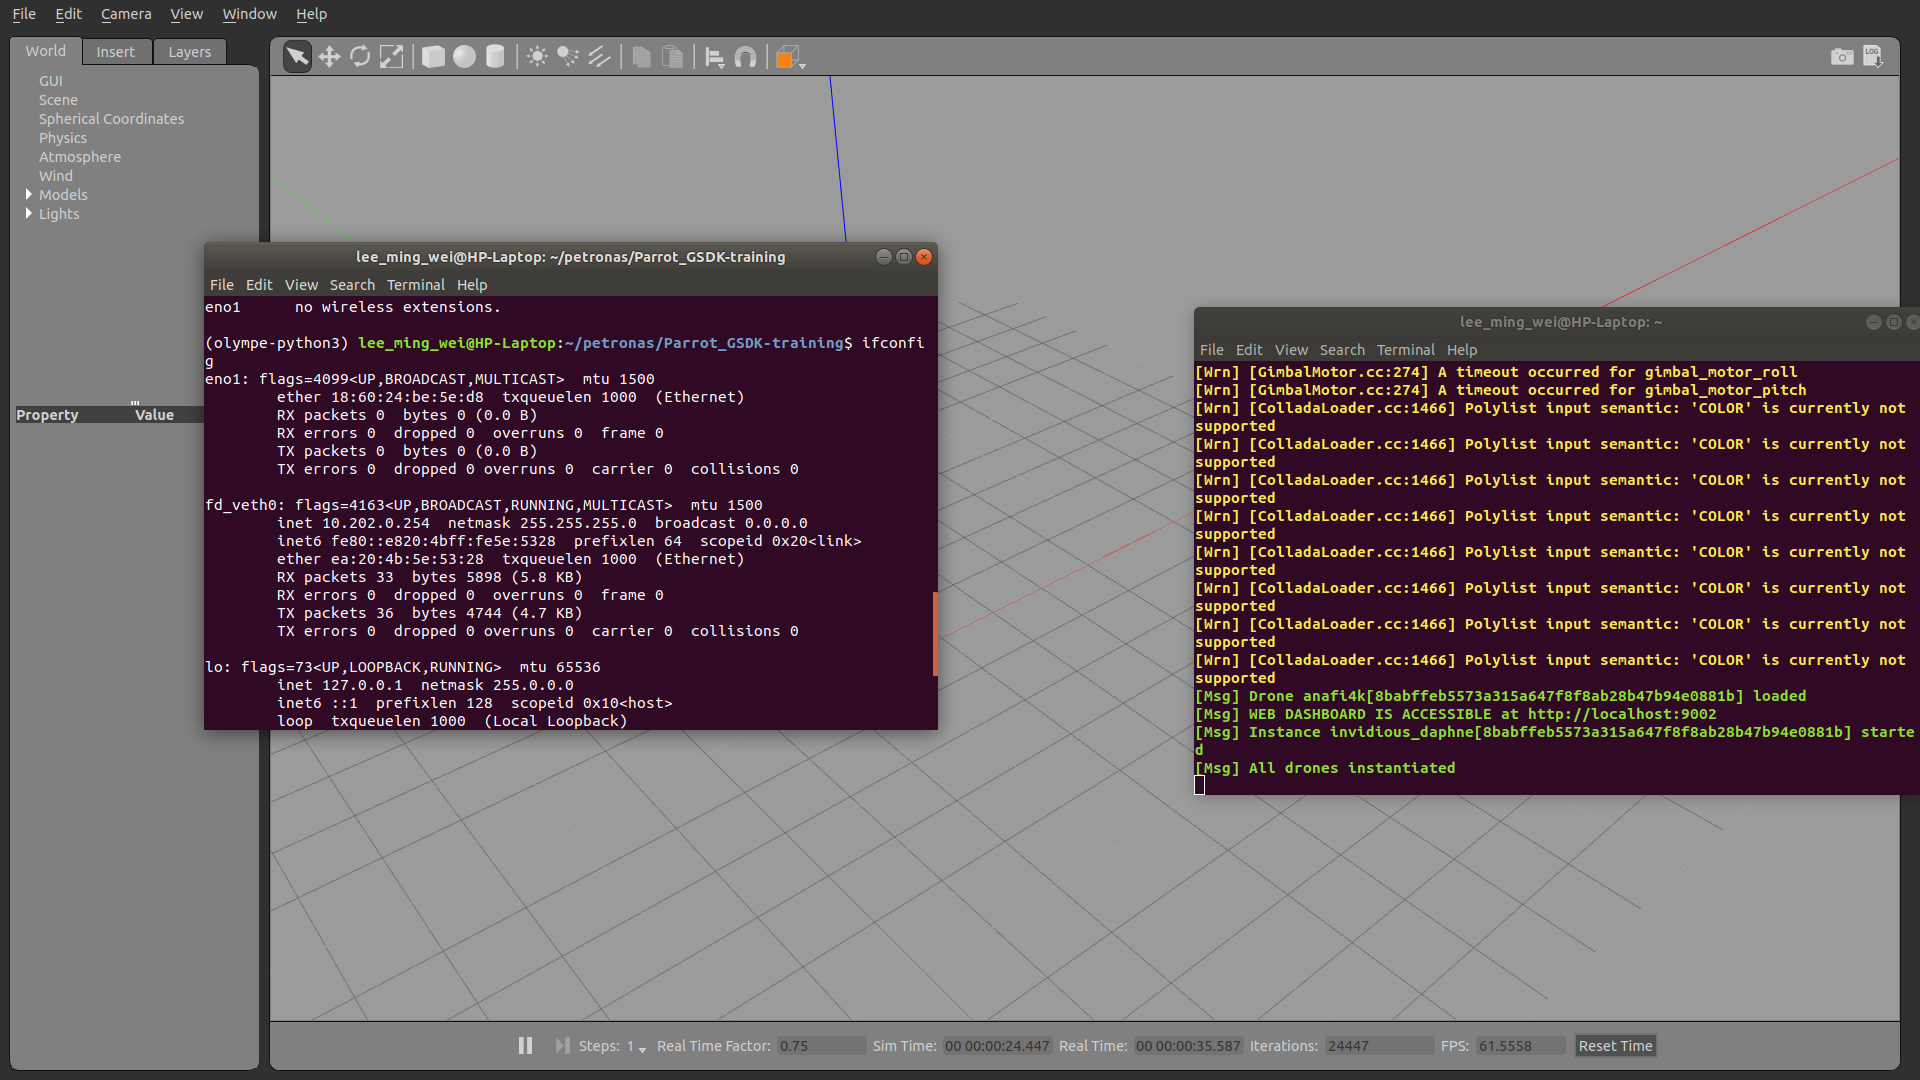 File Edit Camera View Window Help
World Insert Layers
GUI
Scene
Spherical Coordinates
Physics
Atmosphere
Wind
Models
Lights
Property Value
LOG
lee_ming_wei@HP-Laptop: ~/petronas/Parrot_GSDK-training
File Edit View Search Terminal Help
eno1      no wireless extensions.
(olympe-python3) lee_ming_wei@HP-Laptop:~/petronas/Parrot_GSDK-training$ ifconfi
g
eno1: flags=4099<UP,BROADCAST,MULTICAST>  mtu 1500
        ether 18:60:24:be:5e:d8  txqueuelen 1000  (Ethernet)
        RX packets 0  bytes 0 (0.0 B)
        RX errors 0  dropped 0  overruns 0  frame 0
        TX packets 0  bytes 0 (0.0 B)
        TX errors 0  dropped 0 overruns 0  carrier 0  collisions 0
fd_veth0: flags=4163<UP,BROADCAST,RUNNING,MULTICAST>  mtu 1500
        inet 10.202.0.254  netmask 255.255.255.0  broadcast 0.0.0.0
        inet6 fe80::e820:4bff:fe5e:5328  prefixlen 64  scopeid 0x20<link>
        ether ea:20:4b:5e:53:28  txqueuelen 1000  (Ethernet)
        RX packets 33  bytes 5898 (5.8 KB)
        RX errors 0  dropped 0  overruns 0  frame 0
        TX packets 36  bytes 4744 (4.7 KB)
        TX errors 0  dropped 0 overruns 0  carrier 0  collisions 0
lo: flags=73<UP,LOOPBACK,RUNNING>  mtu 65536
        inet 127.0.0.1  netmask 255.0.0.0
        inet6 ::1  prefixlen 128  scopeid 0x10<host>
        loop  txqueuelen 1000  (Local Loopback)
lee_ming_wei@HP-Laptop: ~
File Edit View Search Terminal Help
[Wrn] [GimbalMotor.cc:274] A timeout occurred for gimbal_motor_roll
[Wrn] [GimbalMotor.cc:274] A timeout occurred for gimbal_motor_pitch
[Wrn] [ColladaLoader.cc:1466] Polylist input semantic: 'COLOR' is currently not
supported
[Wrn] [ColladaLoader.cc:1466] Polylist input semantic: 'COLOR' is currently not
supported
[Wrn] [ColladaLoader.cc:1466] Polylist input semantic: 'COLOR' is currently not
supported
[Wrn] [ColladaLoader.cc:1466] Polylist input semantic: 'COLOR' is currently not
supported
[Wrn] [ColladaLoader.cc:1466] Polylist input semantic: 'COLOR' is currently not
supported
[Wrn] [ColladaLoader.cc:1466] Polylist input semantic: 'COLOR' is currently not
supported
[Wrn] [ColladaLoader.cc:1466] Polylist input semantic: 'COLOR' is currently not
supported
[Wrn] [ColladaLoader.cc:1466] Polylist input semantic: 'COLOR' is currently not
supported
[Msg] Drone anafi4k[8babffeb5573a315a647f8f8ab28b47b94e0881b] loaded
[Msg] WEB DASHBOARD IS ACCESSIBLE at http://localhost:9002
[Msg] Instance invidious_daphne[8babffeb5573a315a647f8f8ab28b47b94e0881b] starte
d
[Msg] All drones instantiated
Steps: 1 Real Time Factor: 0.75 Sim Time: 00 00:00:24.447 Real Time: 00 00:00:35.587 Iterations: 24447 FPS: 61.5558 Reset Time